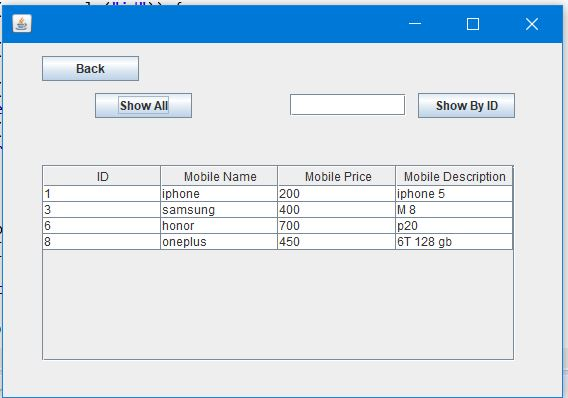 Back
Show All Show By ID
ID Mobile Name Mobile Price Mobile Description
1 iphone 200 iphone 5
3 samsung 400 M 8
6 honor 700 p20
8 oneplus 450 6T 128 gb